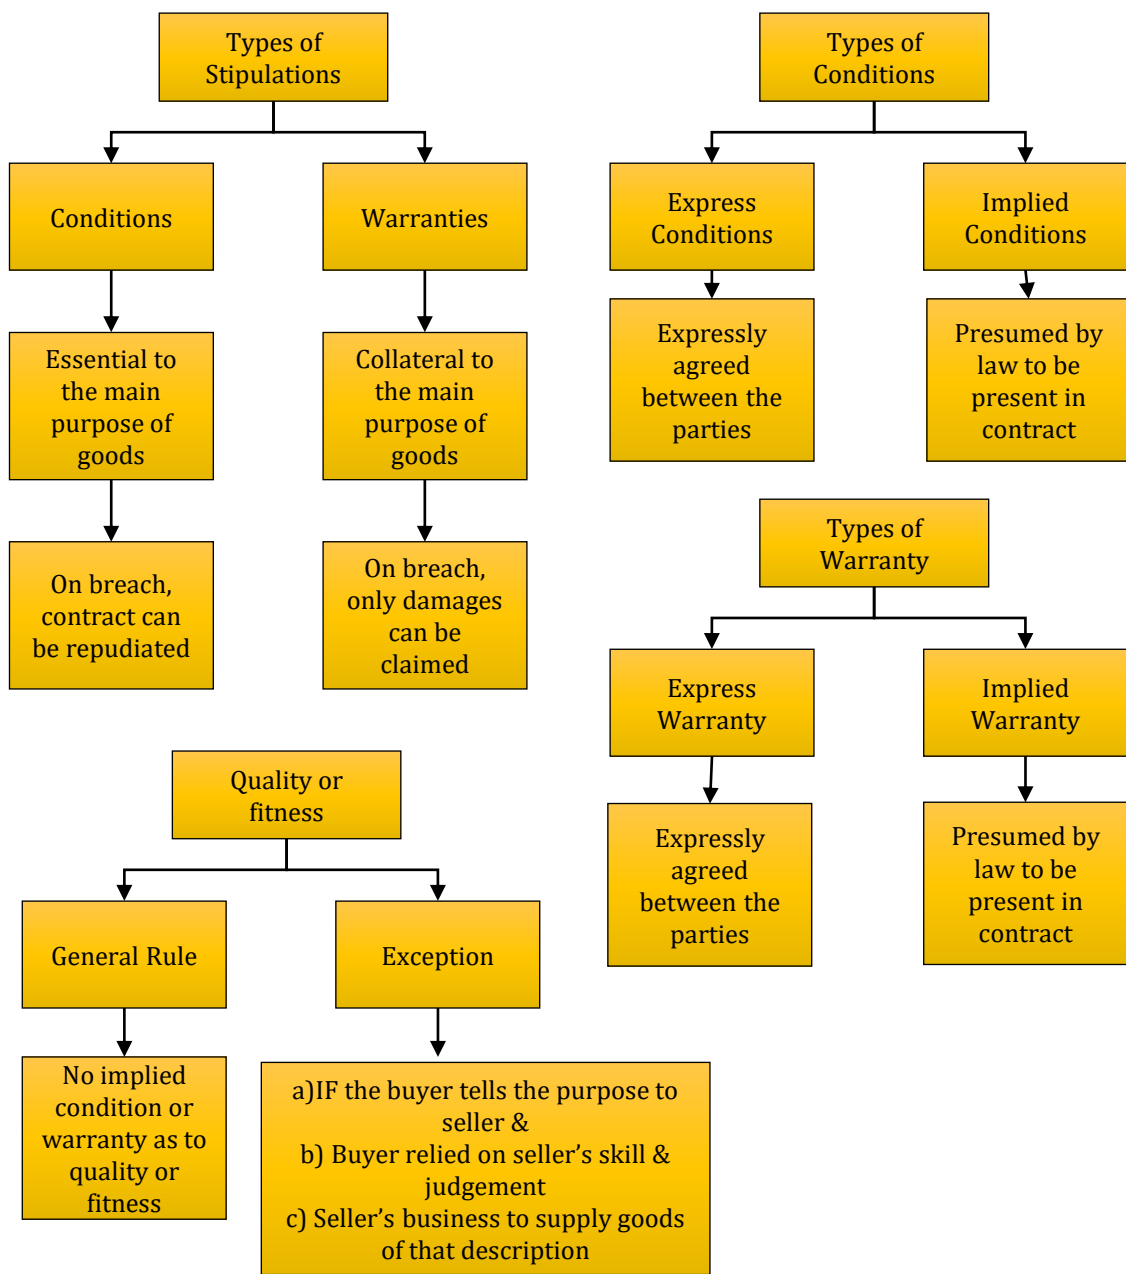 Types of
Stipulations
Conditions
Warranties
Essential to
the main
purpose of
goods
Collateral to
the main
purpose of
goods
On breach,
contract can
be repudiated
On breach,
only damages
can be
claimed
Types of
Conditions
Express
Conditions
Implied
Conditions
Expressly
agreed
between the
parties
Presumed by
law to be
present in
contract
Types of
Warranty
Express
Warranty
Implied
Warranty
Expressly
agreed
between the
parties
Presumed by
law to be
present in
contract
Quality or
fitness
General Rule
Exception
No implied
condition or
warranty as to
quality or
fitness
a)IF the buyer tells the purpose to
seller &
b) Buyer relied on seller’s skill &
judgement
c) Seller’s business to supply goods
of that description